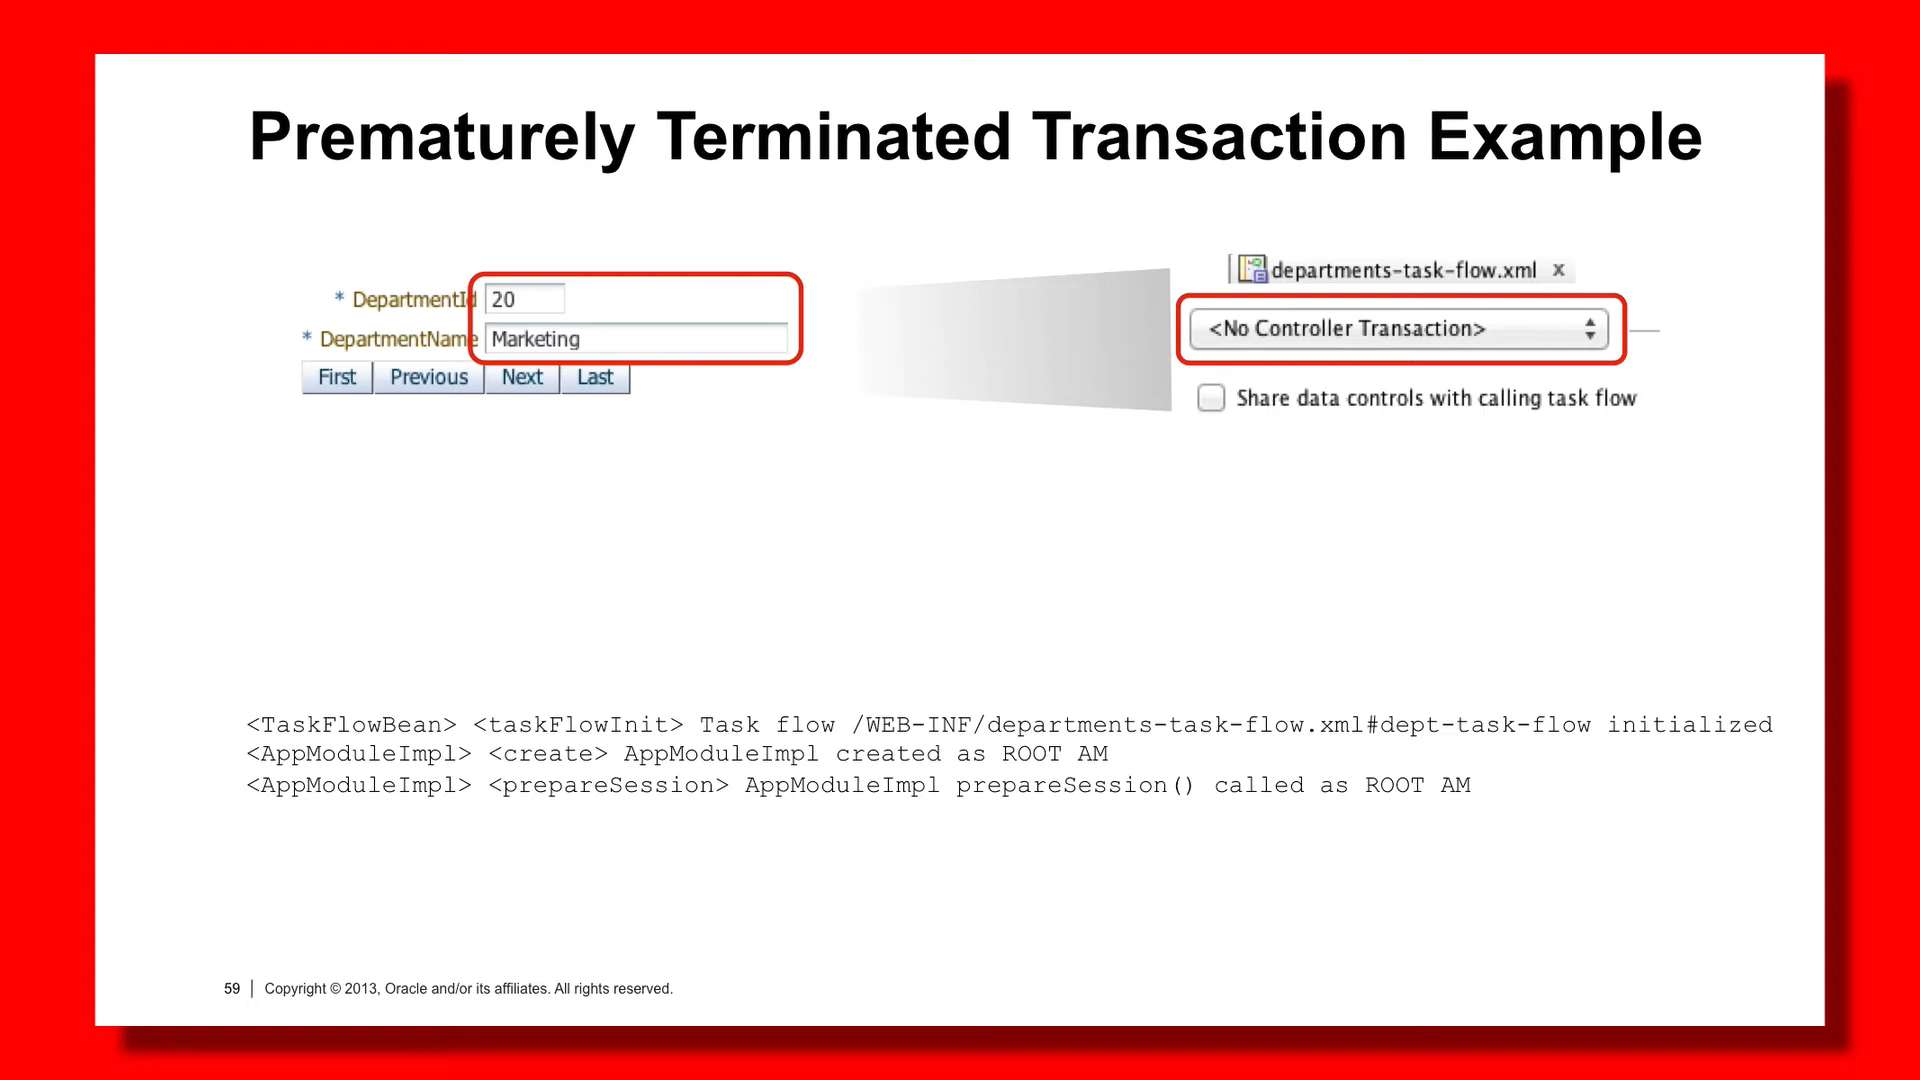 Prematurely Terminated Transaction Example
* DepartmentId 20
* DepartmentName Marketing
First Previous Next Last
departments-task-flow.xml x
<No Controller Transaction>
Share data controls with calling task flow
<TaskFlowBean> <taskFlowInit> Task flow /WEB-INF/departments-task-flow.xml#dept-task-flow initialized
<AppModuleImpl> <create> AppModuleImpl created as ROOT AM
<AppModuleImpl> <prepareSession> AppModuleImpl prepareSession() called as ROOT AM
59 | Copyright © 2013, Oracle and/or its affiliates. All rights reserved.